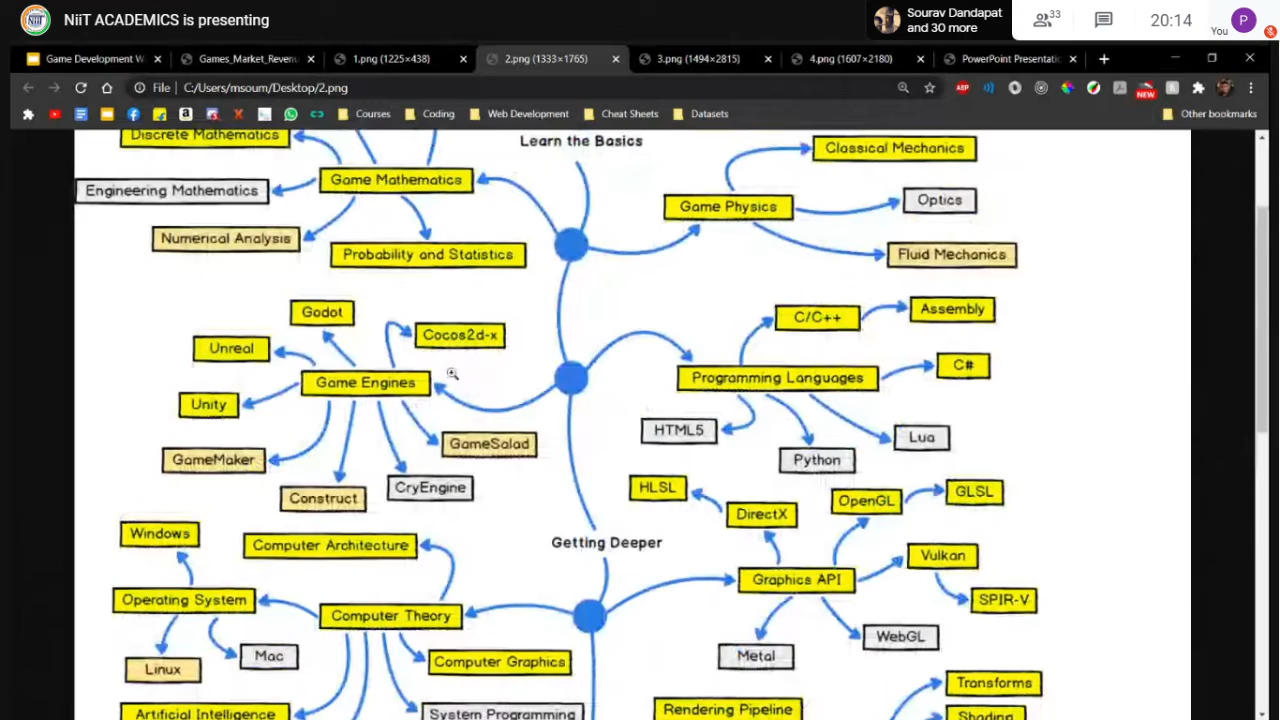 NiiT ACADEMICS is presenting
Sourav Dandapat
and 30 more
33
20:14
You
P
Game Development W
Games_Market_Revenu
1.png (1225×438)
2.png (1333×1765)
3.png (1494×2815)
4.png (1607×2180)
PowerPoint Presentatio
File
C:/Users/msoum/Desktop/2.png
ABP
NEW
Courses
Coding
Web Development
Cheat Sheets
Datasets
Other bookmarks
Discrete Mathematics
Learn the Basics
Classical Mechanics
Game Mathematics
Engineering Mathematics
Game Physics
Optics
Numerical Analysis
Probability and Statistics
Fluid Mechanics
Godot
Cocos2d-x
C/C++
Assembly
Unreal
Game Engines
Programming Languages
C#
Unity
HTML5
Lua
GameMaker
GameSalad
Python
Construct
CryEngine
HLSL
OpenGL
GLSL
DirectX
Windows
Computer Architecture
Getting Deeper
Vulkan
Graphics API
SPIR-V
Operating System
Computer Theory
WebGL
Linux
Mac
Computer Graphics
Metal
Transforms
Artificial Intelligence
System Programming
Rendering Pipeline
Shading